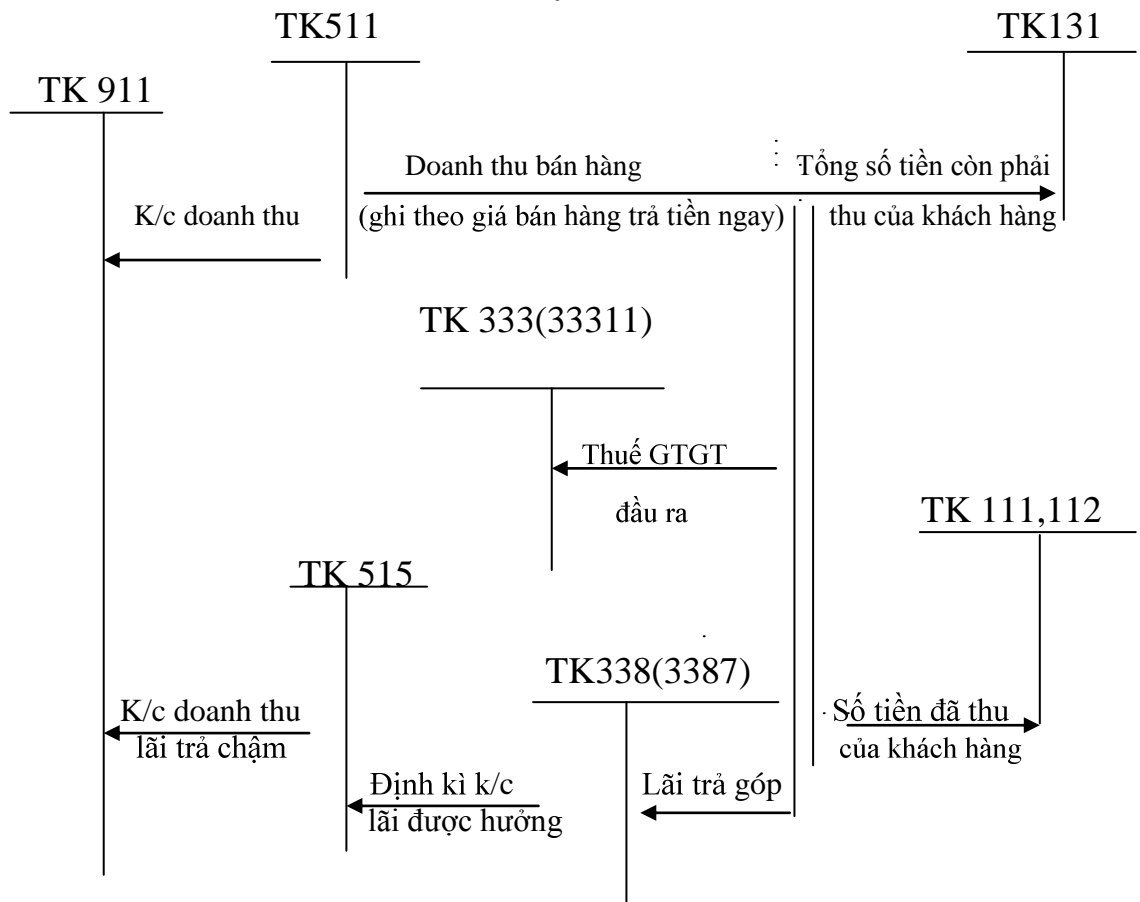 TK511
TK131
TK 911
Doanh thu bán hàng
Tổng số tiền còn phải
K/c doanh thu
(ghi theo giá bán hàng trả tiền ngay)
thu của khách hàng
TK 333(33311)
Thuế GTGT
đầu ra
TK 111,112
TK 515
TK338(3387)
K/c doanh thu
lãi trả chậm
Số tiền đã thu
của khách hàng
Định kì k/c
lãi được hưởng
Lãi trả góp